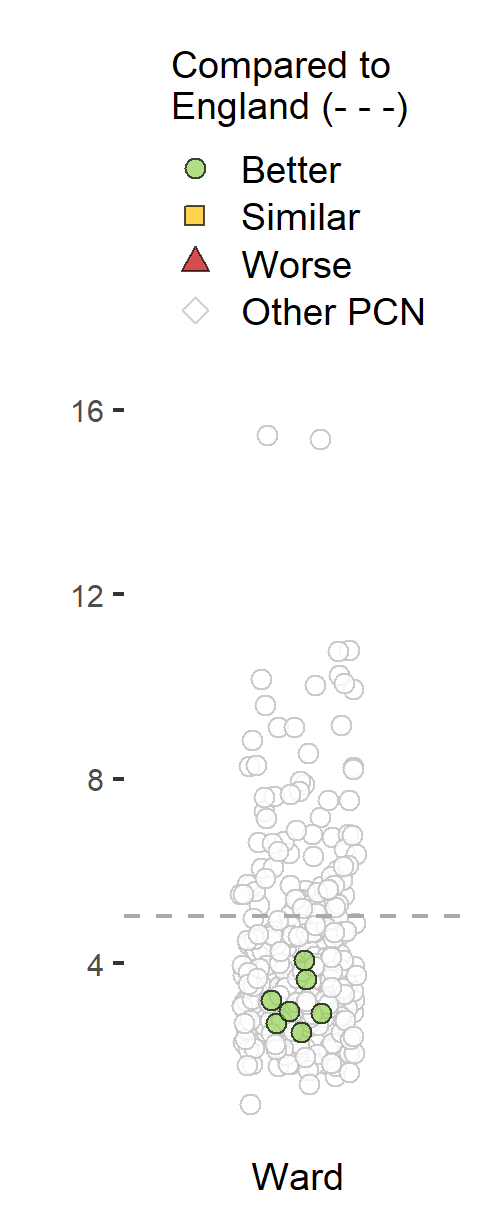 Compared to
England (- - -)
Better
Similar
Worse
Other PCN
16
12
8
4
Ward